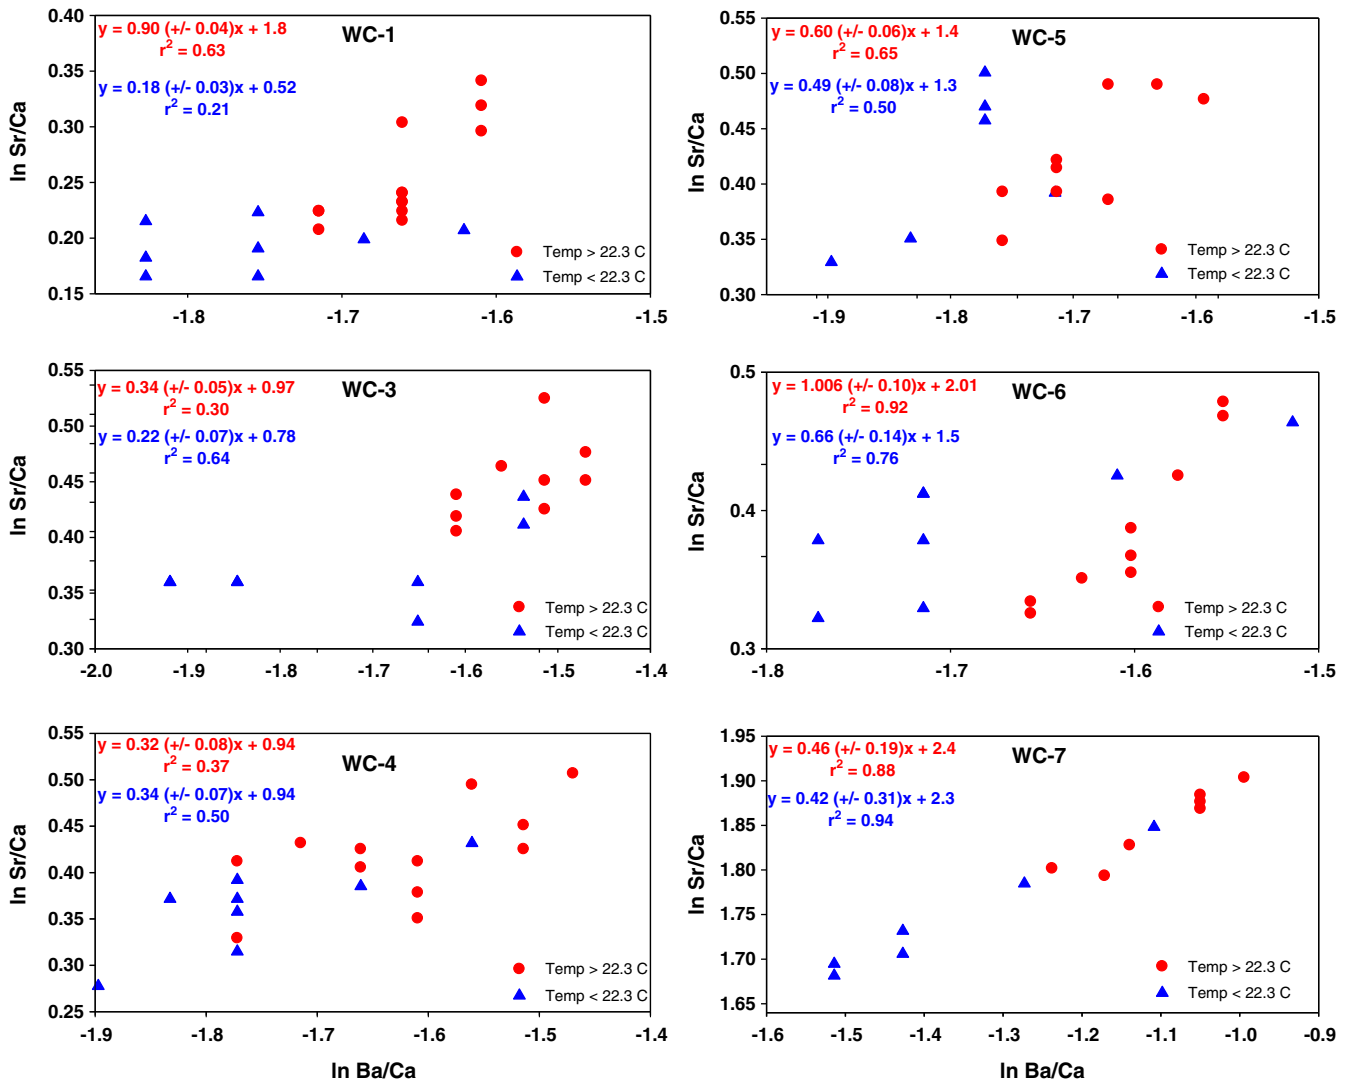 WC-1
y = 0.90 (+/- 0.04)x + 1.8
r² = 0.63
y = 0.18 (+/- 0.03)x + 0.52
r² = 0.21
ln Sr/Ca
0.40
0.35
0.30
0.25
0.20
0.15
-1.8 -1.7 -1.6 -1.5
Temp > 22.3 C
Temp < 22.3 C
WC-5
y = 0.60 (+/- 0.06)x + 1.4
r² = 0.65
y = 0.49 (+/- 0.08)x + 1.3
r² = 0.50
ln Sr/Ca
0.55
0.50
0.45
0.40
0.35
0.30
-1.9 -1.8 -1.7 -1.6 -1.5
Temp > 22.3 C
Temp < 22.3 C
WC-3
y = 0.34 (+/- 0.05)x + 0.97
r² = 0.30
y = 0.22 (+/- 0.07)x + 0.78
r² = 0.64
ln Sr/Ca
0.55
0.50
0.45
0.40
0.35
0.30
-2.0 -1.9 -1.8 -1.7 -1.6 -1.5 -1.4
Temp > 22.3 C
Temp < 22.3 C
WC-6
y = 1.006 (+/- 0.10)x + 2.01
r² = 0.92
y = 0.66 (+/- 0.14)x + 1.5
r² = 0.76
ln Sr/Ca
0.5
0.4
0.3
-1.8 -1.7 -1.6 -1.5
Temp > 22.3 C
Temp < 22.3 C
WC-4
y = 0.32 (+/- 0.08)x + 0.94
r² = 0.37
y = 0.34 (+/- 0.07)x + 0.94
r² = 0.50
ln Sr/Ca
0.55
0.50
0.45
0.40
0.35
0.30
0.25
-1.9 -1.8 -1.7 -1.6 -1.5 -1.4
Temp > 22.3 C
Temp < 22.3 C
ln Ba/Ca
WC-7
y = 0.46 (+/- 0.19)x + 2.4
r² = 0.88
y = 0.42 (+/- 0.31)x + 2.3
r² = 0.94
ln Sr/Ca
1.95
1.90
1.85
1.80
1.75
1.70
1.65
-1.6 -1.5 -1.4 -1.3 -1.2 -1.1 -1.0 -0.9
Temp > 22.3 C
Temp < 22.3 C
ln Ba/Ca